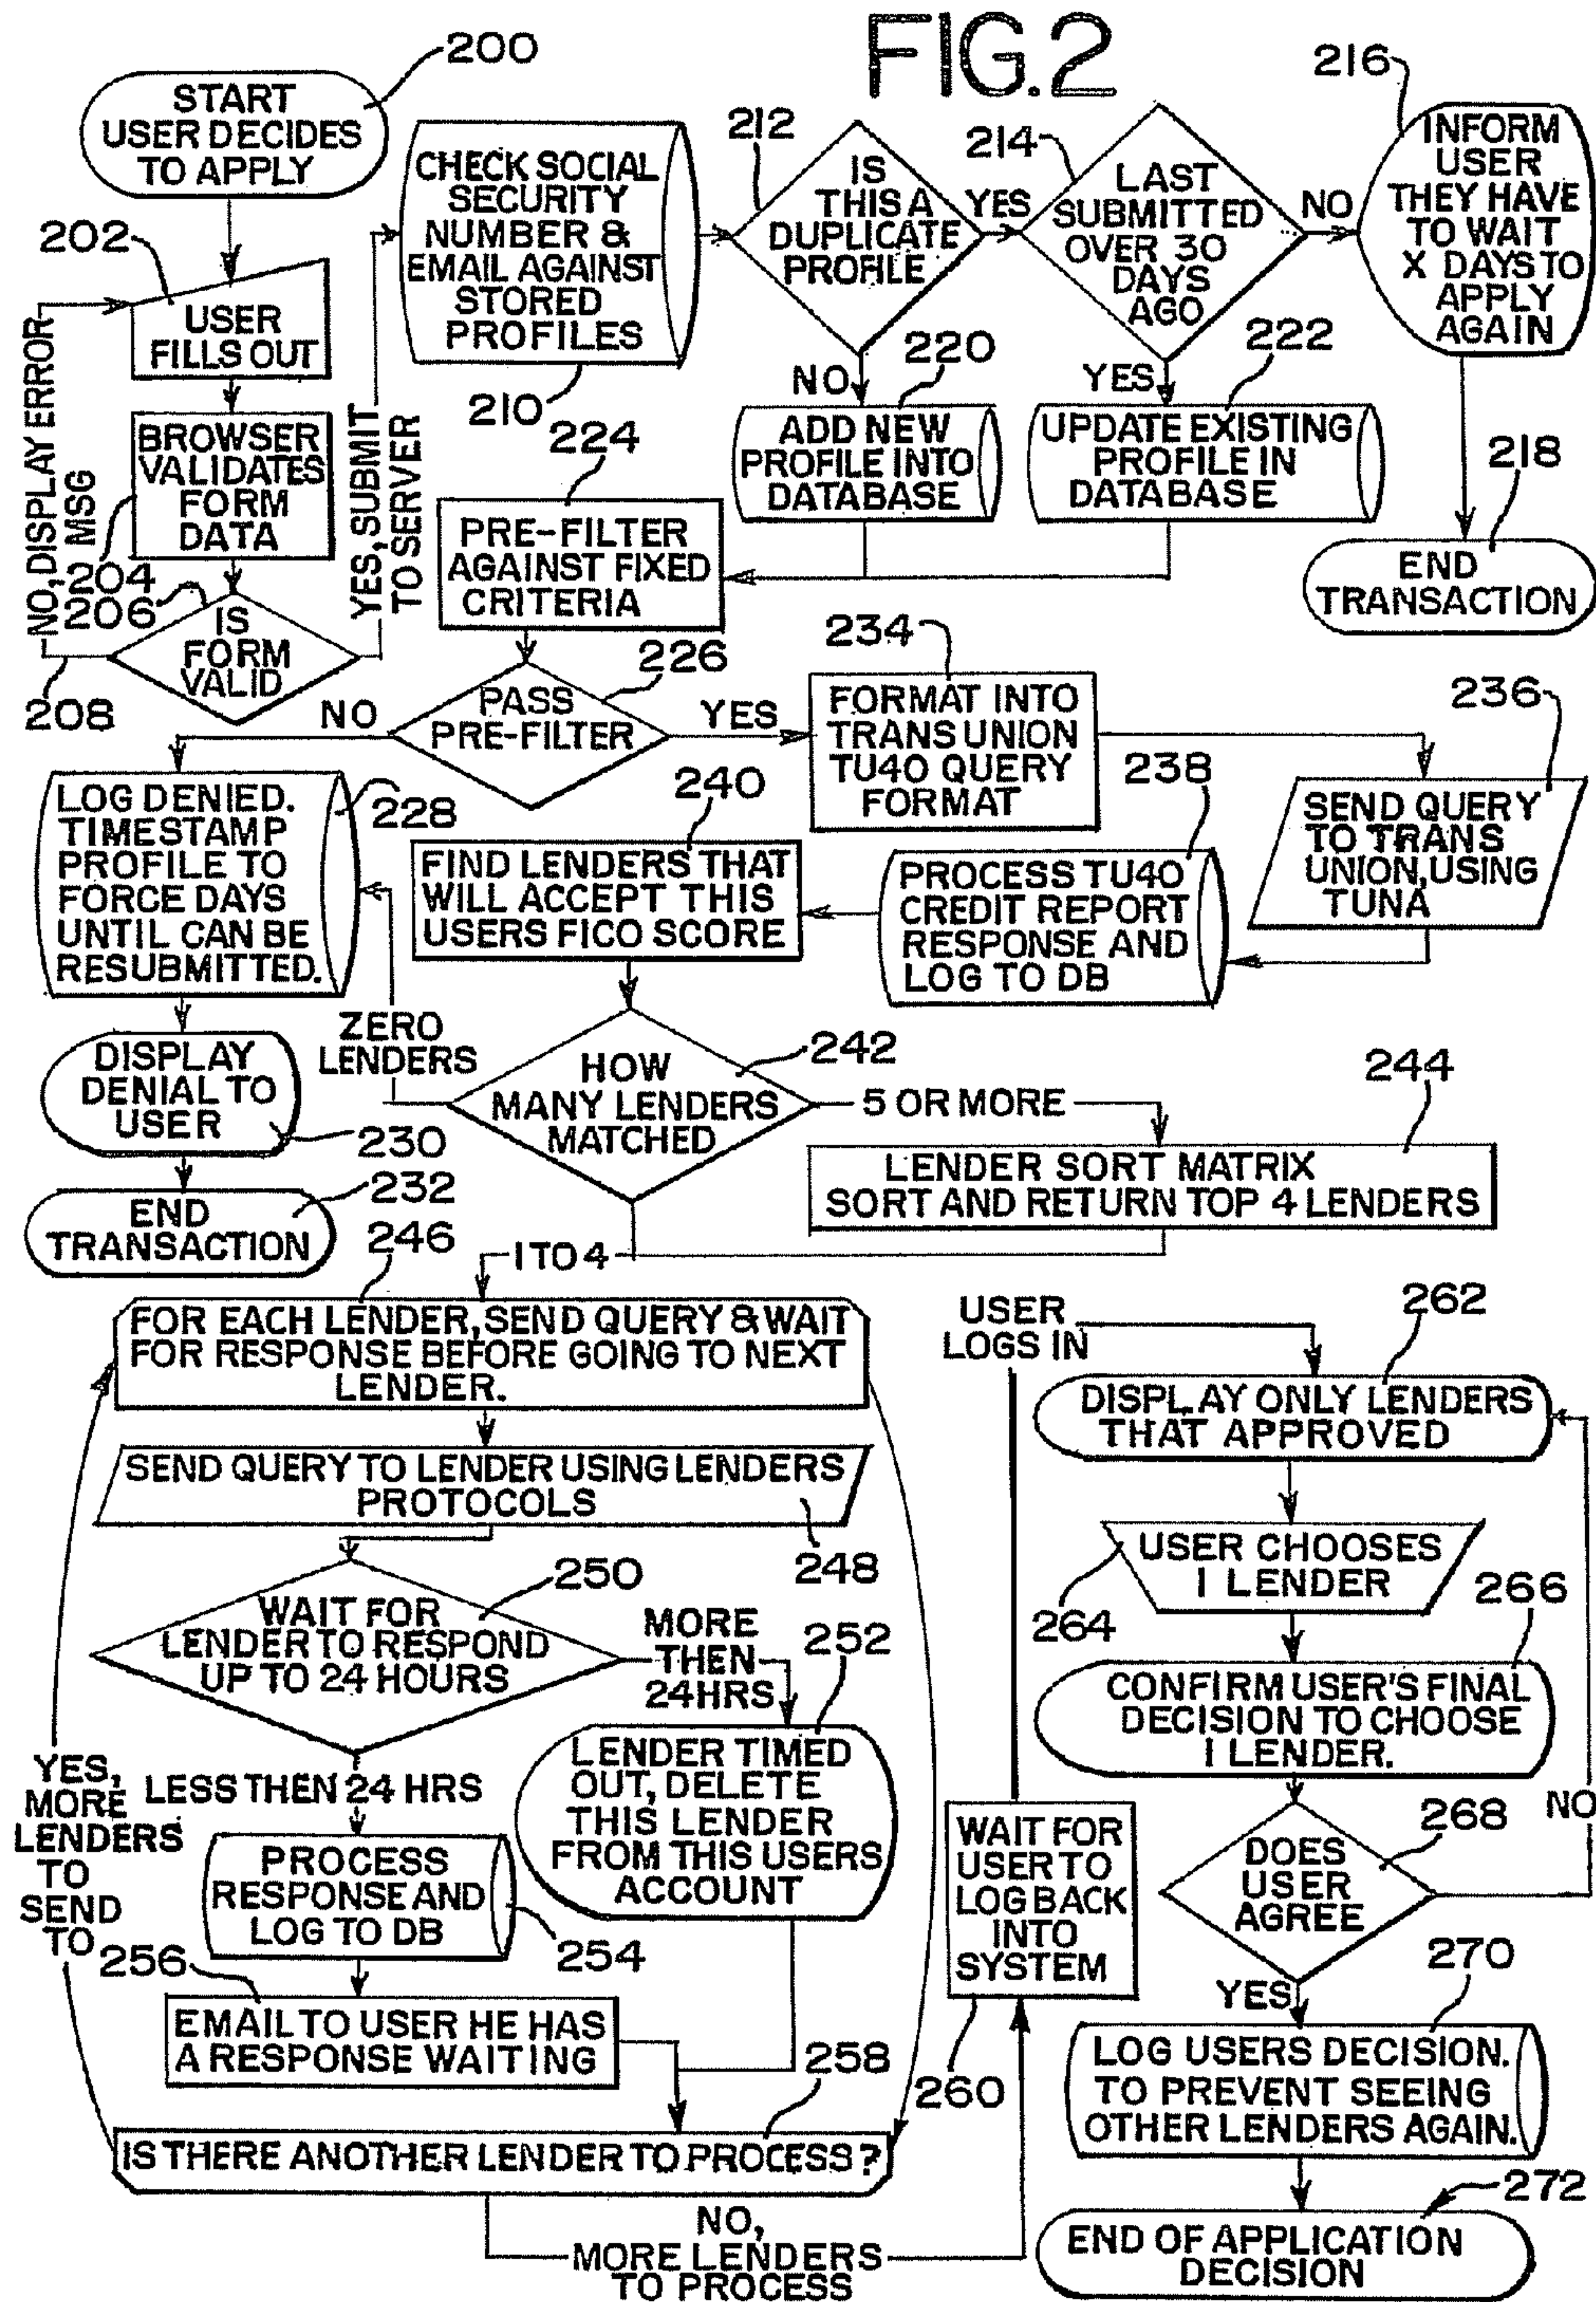 FIG.2
200
START
USER DECIDES
TO APPLY
202
USER
FILLS OUT
BROWSER
VALIDATES
FORM
DATA
204
206
IS
FORM
VALID
208
NO, DISPLAY ERROR
MSG
YES, SUBMIT
TO SERVER
CHECK SOCIAL
SECURITY
NUMBER &
EMAIL AGAINST
STORED
PROFILES
210
212
IS
THIS A
DUPLICATE
PROFILE
YES
NO
214
LAST
SUBMITTED
OVER 30
DAYS
AGO
NO
YES
216
INFORM
USER
THEY HAVE
TO WAIT
X DAYS TO
APPLY
AGAIN
218
END
TRANSACTION
220
ADD NEW
PROFILE INTO
DATABASE
222
UPDATE EXISTING
PROFILE IN
DATABASE
224
PRE-FILTER
AGAINST FIXED
CRITERIA
226
PASS
PRE-FILTER
NO
YES
228
LOG DENIED.
TIMESTAMP
PROFILE TO
FORCE DAYS
UNTIL CAN BE
RESUBMITTED.
DISPLAY
DENIAL TO
USER
230
232
END
TRANSACTION
234
FORMAT INTO
TRANS UNION
TU40 QUERY
FORMAT
236
SEND QUERY
TO TRANS
UNION, USING
TUNA
238
PROCESS TU40
CREDIT REPORT
RESPONSE AND
LOG TO DB
240
FIND LENDERS THAT
WILL ACCEPT THIS
USERS FICO SCORE
ZERO
LENDERS
242
HOW
MANY LENDERS
MATCHED
5 OR MORE
244
LENDER SORT MATRIX
SORT AND RETURN TOP 4 LENDERS
1 TO 4
246
FOR EACH LENDER, SEND QUERY & WAIT
FOR RESPONSE BEFORE GOING TO NEXT
LENDER.
SEND QUERY TO LENDER USING LENDERS
PROTOCOLS
248
250
WAIT FOR
LENDER TO RESPOND
UP TO 24 HOURS
MORE
THEN
24HRS
252
LENDER TIMED
OUT, DELETE
THIS LENDER
FROM THIS USERS
ACCOUNT
LESS THEN 24 HRS
PROCESS
RESPONSE AND
LOG TO DB
254
256
EMAIL TO USER HE HAS
A RESPONSE WAITING
258
IS THERE ANOTHER LENDER TO PROCESS?
YES,
MORE
LENDERS
TO
SEND
TO
NO,
MORE LENDERS
TO PROCESS
260
WAIT FOR
USER TO
LOG BACK
INTO
SYSTEM
USER
LOGS IN
262
DISPLAY ONLY LENDERS
THAT APPROVED
USER CHOOSES
1 LENDER
264
266
CONFIRM USER'S FINAL
DECISION TO CHOOSE
1 LENDER.
268
DOES
USER
AGREE
NO
YES
270
LOG USERS DECISION.
TO PREVENT SEEING
OTHER LENDERS AGAIN.
272
END OF APPLICATION
DECISION